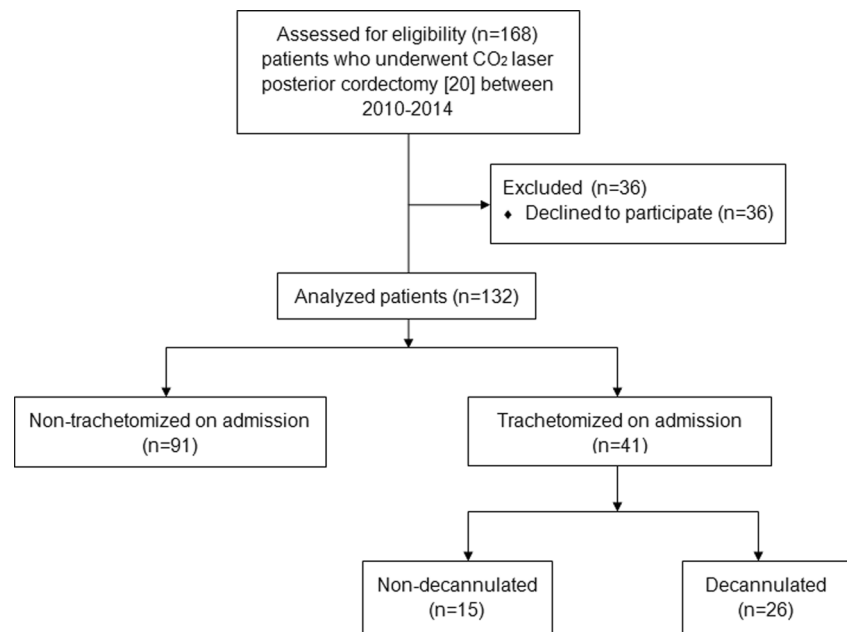 Assessed for eligibility (n=168)
patients who underwent CO₂ laser
posterior cordectomy [20] between
2010-2014
Excluded (n=36)
♦ Declined to participate (n=36)
Analyzed patients (n=132)
Non-trachetomized on admission
(n=91)
Trachetomized on admission
(n=41)
Non-decannulated
(n=15)
Decannulated
(n=26)